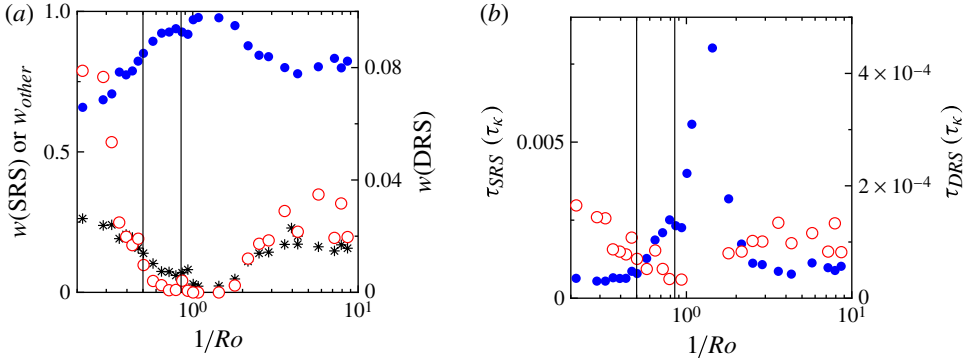 (a)
1.0
0.5
0
w(SRS) or w_other
0.08
0.04
0
w(DRS)
10^0
10^1
1/Ro
(b)
0.005
0
τ_SRS (τ_κ)
4 × 10^-4
2 × 10^-4
0
τ_DRS (τ_κ)
10^0
10^1
1/Ro